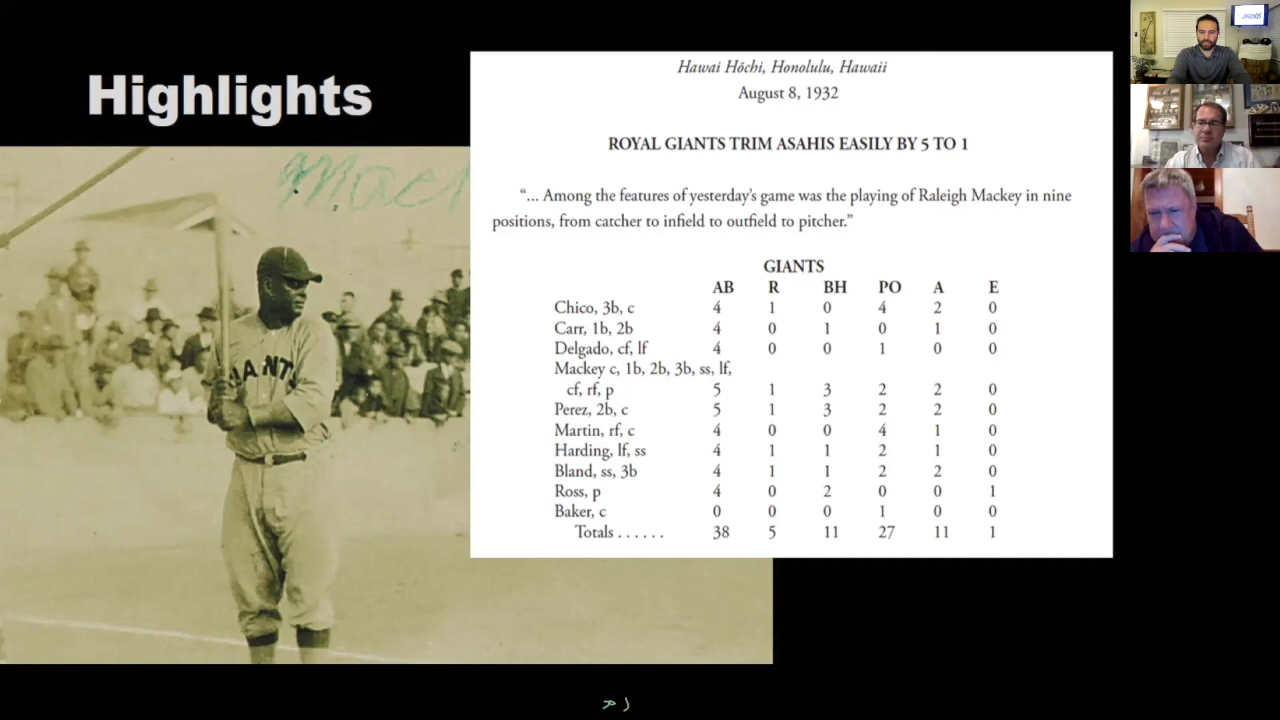 Highlights
Hawai Hōchi, Honolulu, Hawaii
August 8, 1932
ROYAL GIANTS TRIM ASAHIS EASILY BY 5 TO 1
“... Among the features of yesterday’s game was the playing of Raleigh Mackey in nine
positions, from catcher to infield to outfield to pitcher.”
GIANTS
AB R BH PO A E
Chico, 3b, c 4 1 0 4 2 0
Carr, 1b, 2b 4 0 1 0 1 0
Delgado, cf, lf 4 0 0 1 0 0
Mackey c, 1b, 2b, 3b, ss, lf,
cf, rf, p 5 1 3 2 2 0
Perez, 2b, c 5 1 3 2 2 0
Martin, rf, c 4 0 0 4 1 0
Harding, lf, ss 4 1 1 2 1 0
Bland, ss, 3b 4 1 1 2 2 0
Ross, p 4 0 2 0 0 1
Baker, c 0 0 0 1 0 0
Totals . . . . . . 38 5 11 27 11 1
Mac
IANTS